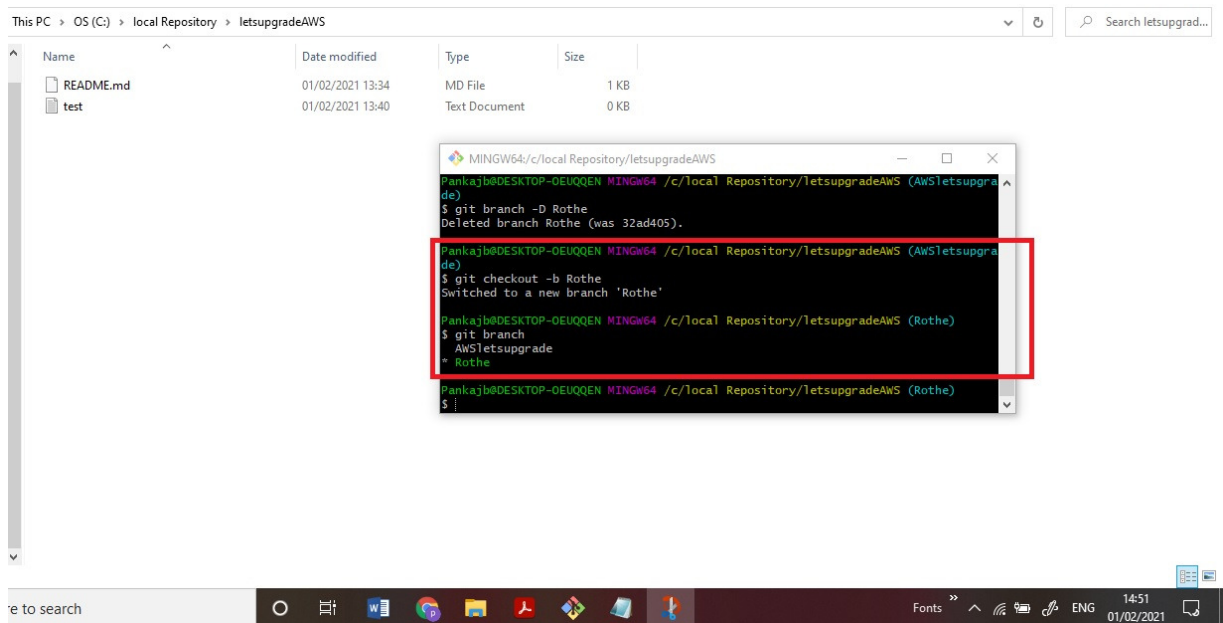 This PC > OS (C:) > local Repository > letsupgradeAWS
Search letsupgrad...
Name Date modified Type Size
README.md 01/02/2021 13:34 MD File 1 KB
test 01/02/2021 13:40 Text Document 0 KB
MINGW64:/c/local Repository/letsupgradeAWS
Pankajb@DESKTOP-OEUQQEN MINGW64 /c/local Repository/letsupgradeAWS (AWSletsupgra
de)
$ git branch -D Rothe
Deleted branch Rothe (was 32ad405).
Pankajb@DESKTOP-OEUQQEN MINGW64 /c/local Repository/letsupgradeAWS (AWSletsupgra
de)
$ git checkout -b Rothe
Switched to a new branch 'Rothe'
Pankajb@DESKTOP-OEUQQEN MINGW64 /c/local Repository/letsupgradeAWS (Rothe)
$ git branch
AWSletsupgrade
* Rothe
Pankajb@DESKTOP-OEUQQEN MINGW64 /c/local Repository/letsupgradeAWS (Rothe)
$
re to search
Fonts
ENG
14:51
01/02/2021